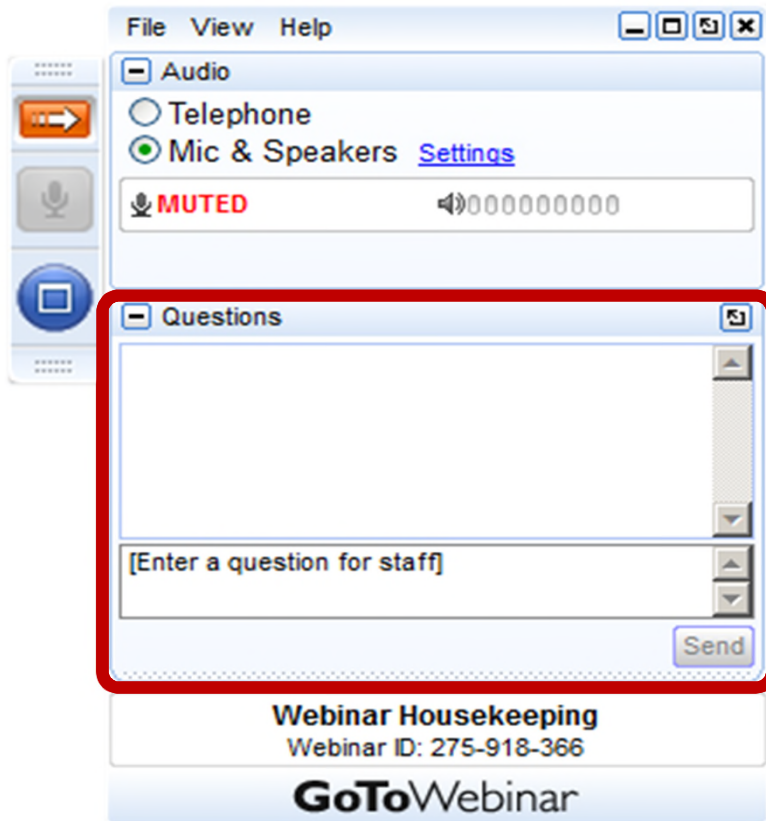 File View Help
Audio
Telephone
Mic & Speakers Settings
MUTED 000000000
Questions
[Enter a question for staff]
Send
Webinar Housekeeping
Webinar ID: 275-918-366
GoToWebinar